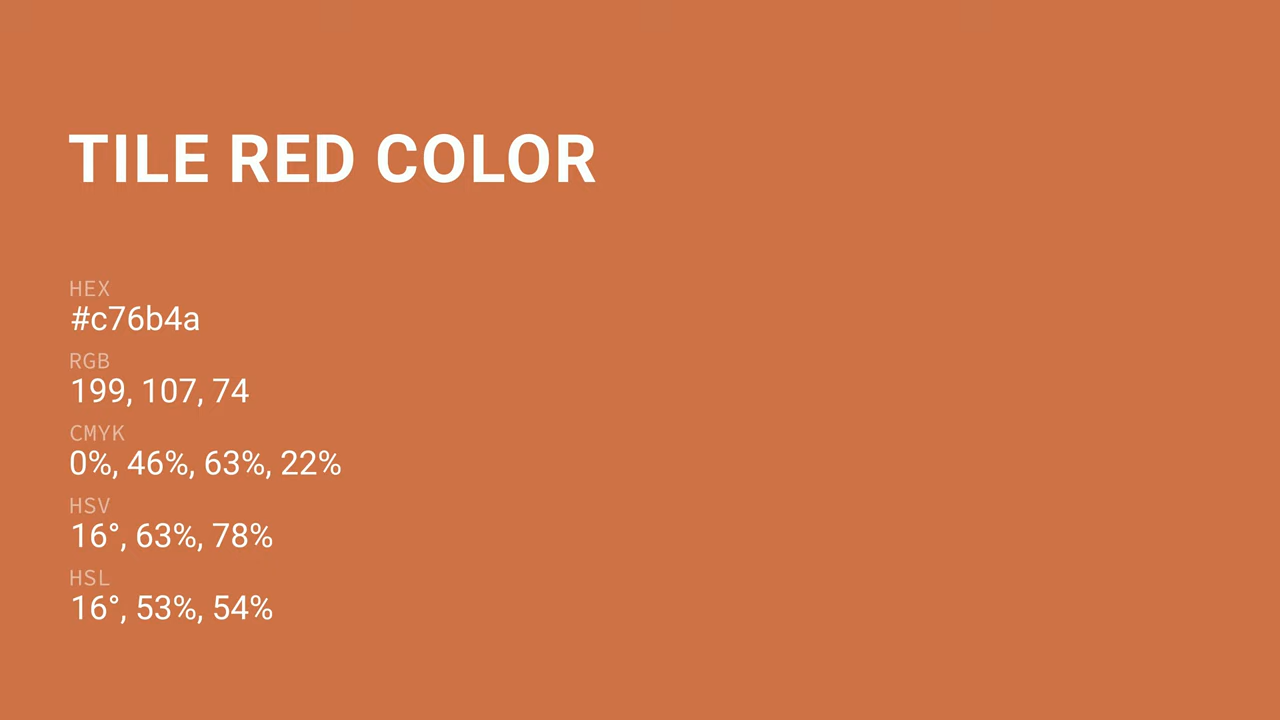 TILE RED COLOR
HEX
#c76b4a
RGB
199, 107, 74
CMYK
0%, 46%, 63%, 22%
HSV
16°, 63%, 78%
HSL
16°, 53%, 54%